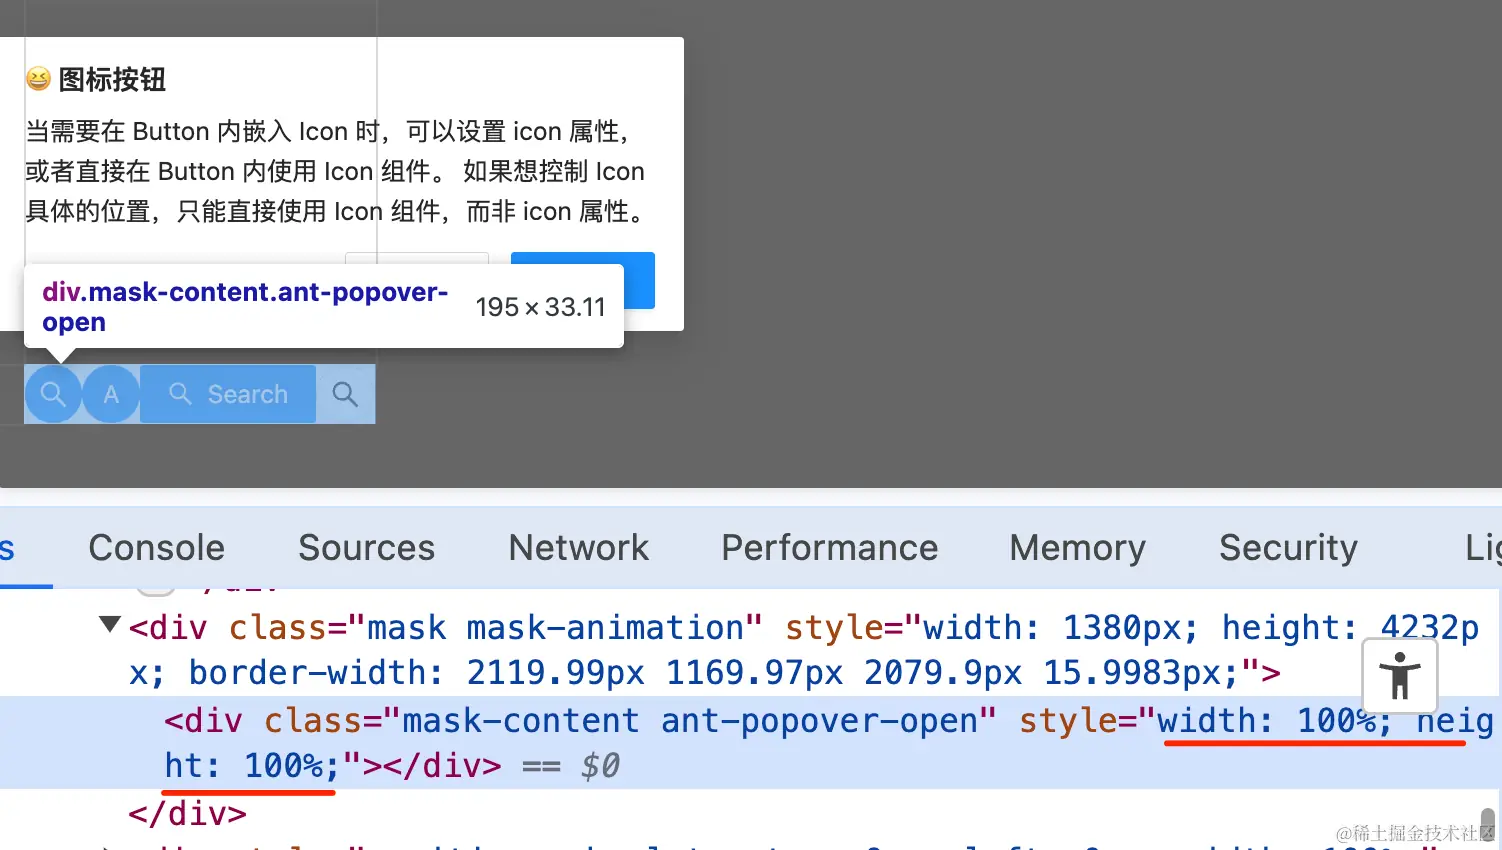 😆 图标按钮
当需要在 Button 内嵌入 Icon 时，可以设置 icon 属性，
或者直接在 Button 内使用 Icon 组件。 如果想控制 Icon
具体的位置，只能直接使用 Icon 组件，而非 icon 属性。
div.mask-content.ant-popover-
open
195 × 33.11
A
Search
s Console Sources Network Performance Memory Security Lig
<div class="mask mask-animation" style="width: 1380px; height: 4232p
x; border-width: 2119.99px 1169.97px 2079.9px 15.9983px;">
<div class="mask-content ant-popover-open" style="width: 100%; heig
ht: 100%;"></div> == $0
</div>
@稀土掘金技术社区